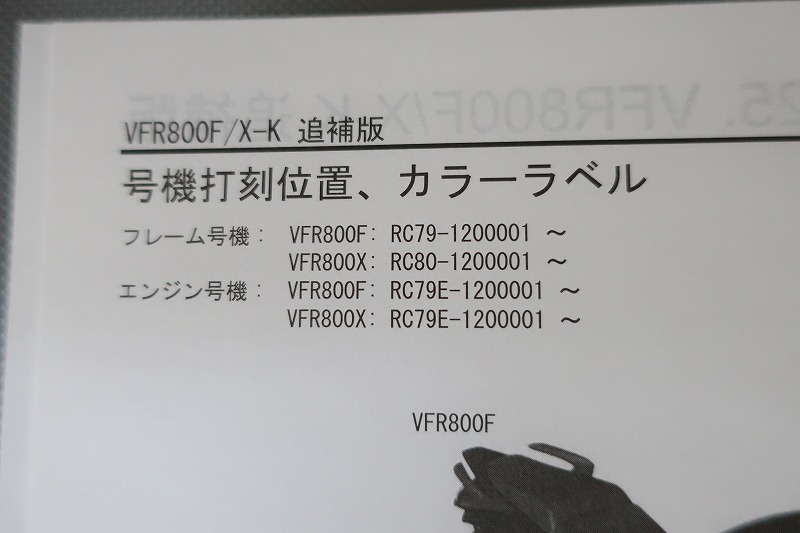 VFR800F/X-K 追補版
号機打刻位置、カラーラベル
フレーム号機: VFR800F: RC79-1200001 ～
VFR800X: RC80-1200001 ～
エンジン号機: VFR800F: RC79E-1200001 ～
VFR800X: RC79E-1200001 ～
VFR800F